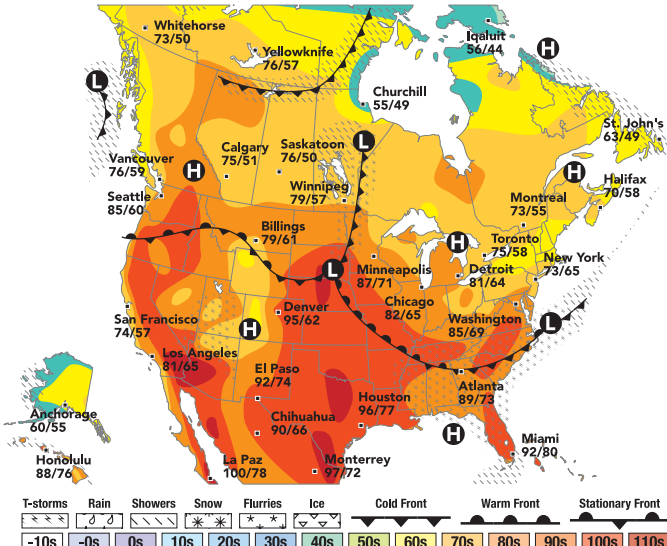 Whitehorse
73/50
Yellowknife
76/57
Iqaluit
56/44
H
L
Churchill
55/49
St. John's
63/49
Vancouver
76/59
Calgary
75/51
Saskatoon
76/50
L
H
H
Halifax
70/58
Seattle
85/60
Winnipeg
79/57
Montreal
73/55
Billings
79/61
H
Toronto
75/58
L
Minneapolis
87/71
Detroit
81/64
New York
73/65
San Francisco
74/57
Denver
95/62
Chicago
82/65
Washington
85/69
L
H
Los Angeles
81/65
El Paso
92/74
Houston
96/77
Atlanta
89/73
Anchorage
60/55
Chihuahua
90/66
H
Miami
92/80
Honolulu
88/76
La Paz
100/78
Monterrey
97/72
T-storms Rain Showers Snow Flurries Ice Cold Front Warm Front Stationary Front
-10s -0s 0s 10s 20s 30s 40s 50s 60s 70s 80s 90s 100s 110s